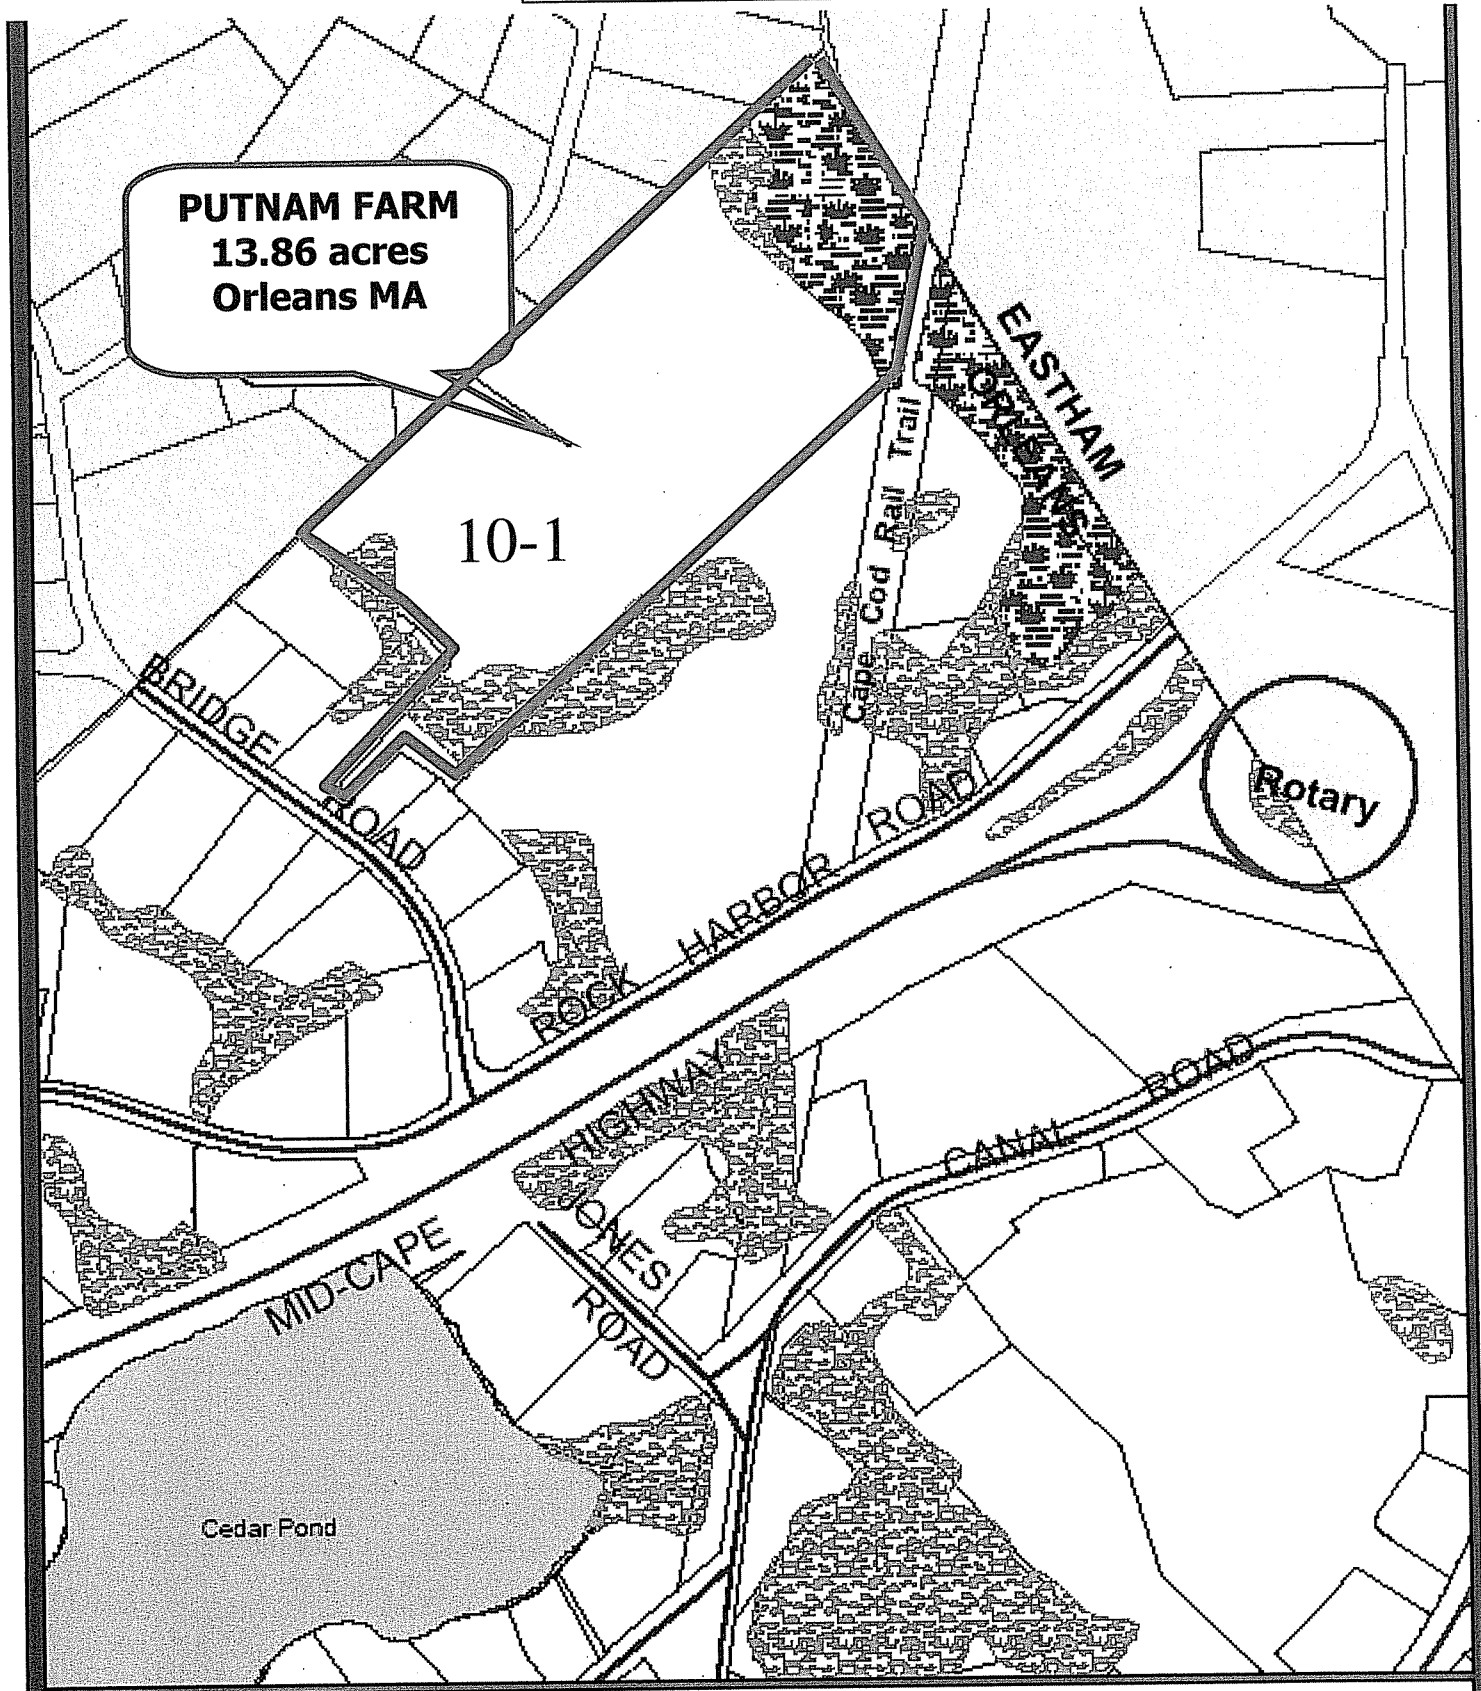 PUTNAM FARM
13.86 acres
Orleans MA
EASTHAM
ORLEANS
Cape Cod Rail Trail
10-1
BRIDGE ROAD
Rotary
ROCK HARBOR ROAD
MID-CAPE HIGHWAY
CANAL ROAD
JONES ROAD
Cedar Pond